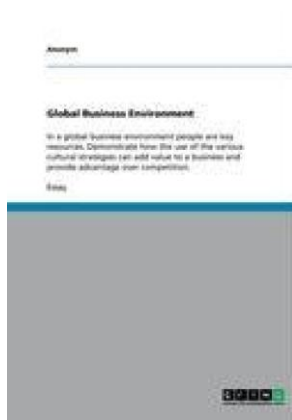 Anonym
Global Business Environment
In a global business environment people are key
resources. Demonstrate how the use of the various
cultural strategies can add value to a business and
provide advantage over competition.
Essay
GRIN